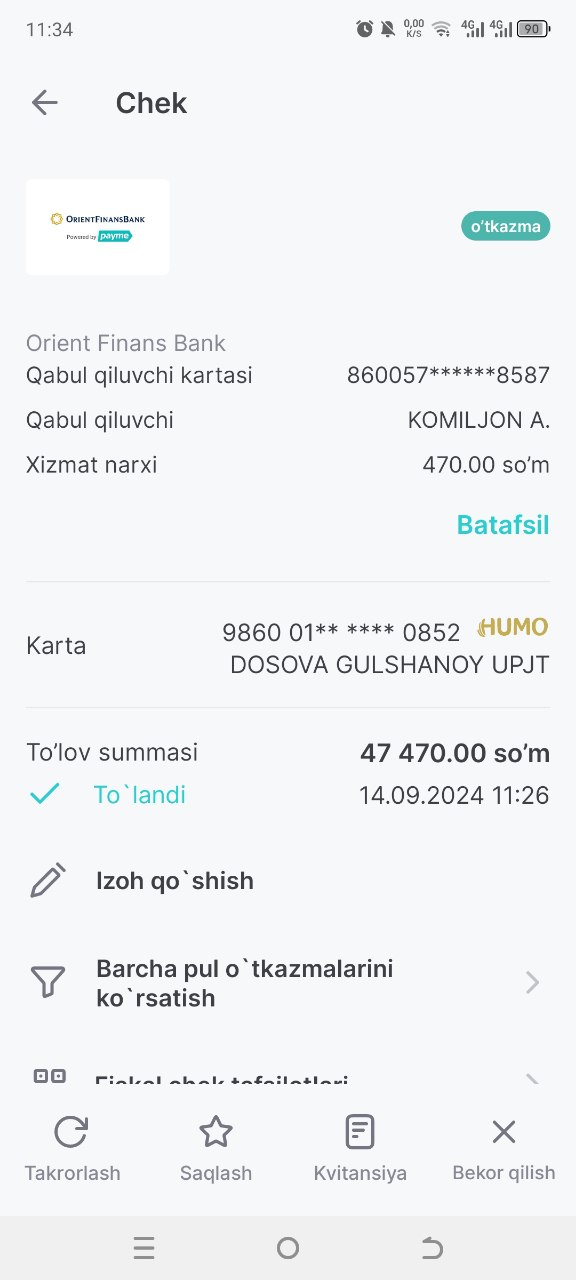 11:34
0,00
K/S
4G
4G
90
Chek
ORIENTFINANSBANK
Powered by payme
o'tkazma
Orient Finans Bank
Qabul qiluvchi kartasi 860057******8587
Qabul qiluvchi KOMILJON A.
Xizmat narxi 470.00 so'm
Batafsil
Karta 9860 01** **** 0852 HUMO
DOSOVA GULSHANOY UPJT
To'lov summasi 47 470.00 so'm
To`landi 14.09.2024 11:26
Izoh qo`shish
Barcha pul o`tkazmalarini
ko`rsatish
Fiskal chek tafsilotlari
Takrorlash Saqlash Kvitansiya Bekor qilish